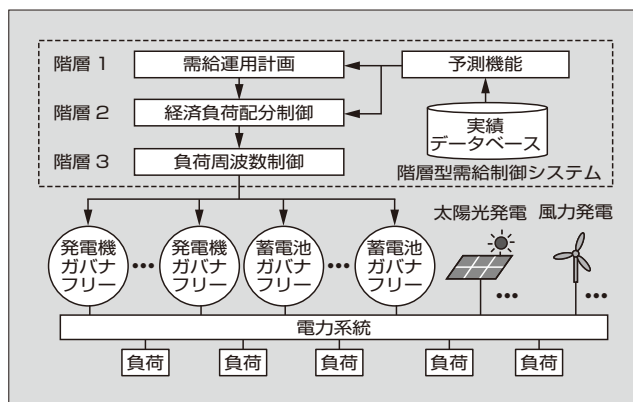 階層 1
需給運用計画
予測機能
階層 2
経済負荷配分制御
実績
データベース
階層 3
負荷周波数制御
階層型需給制御システム
発電機
ガバナ
フリー
•••
発電機
ガバナ
フリー
蓄電池
ガバナ
フリー
•••
蓄電池
ガバナ
フリー
太陽光発電
•••
風力発電
•••
電力系統
負荷
負荷
負荷
負荷
負荷